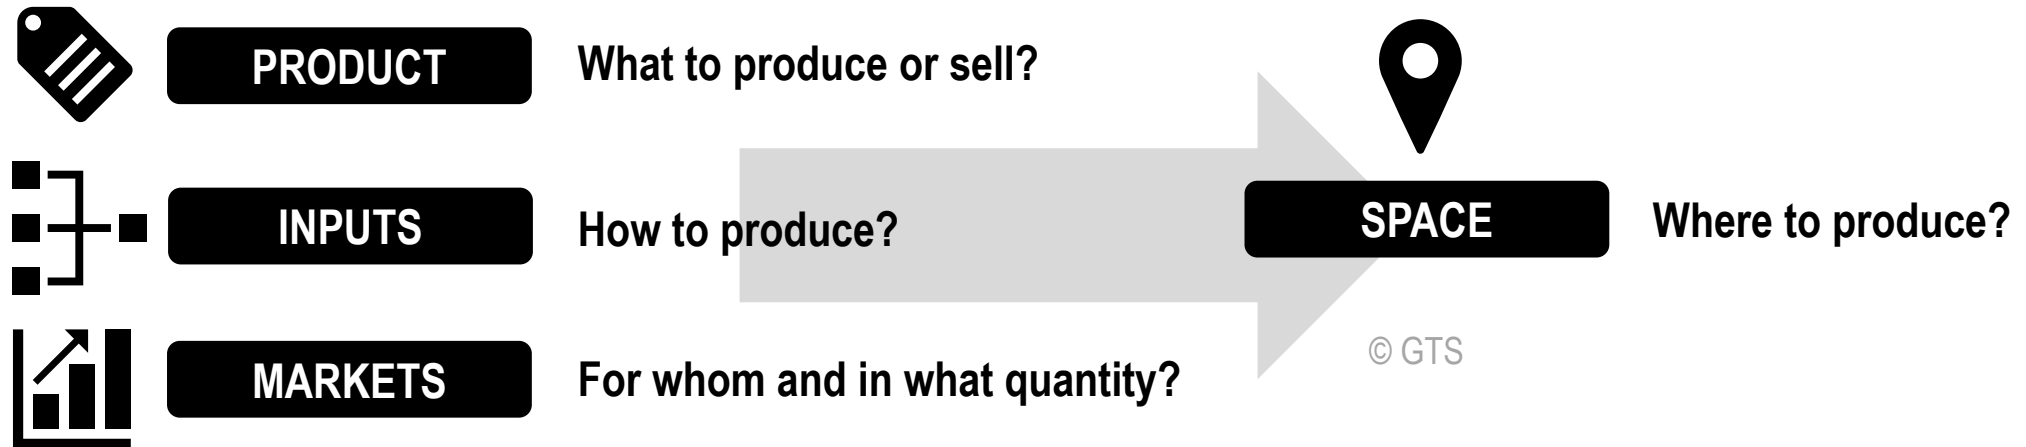 PRODUCT
What to produce or sell?
INPUTS
How to produce?
MARKETS
For whom and in what quantity?
SPACE
Where to produce?
© GTS